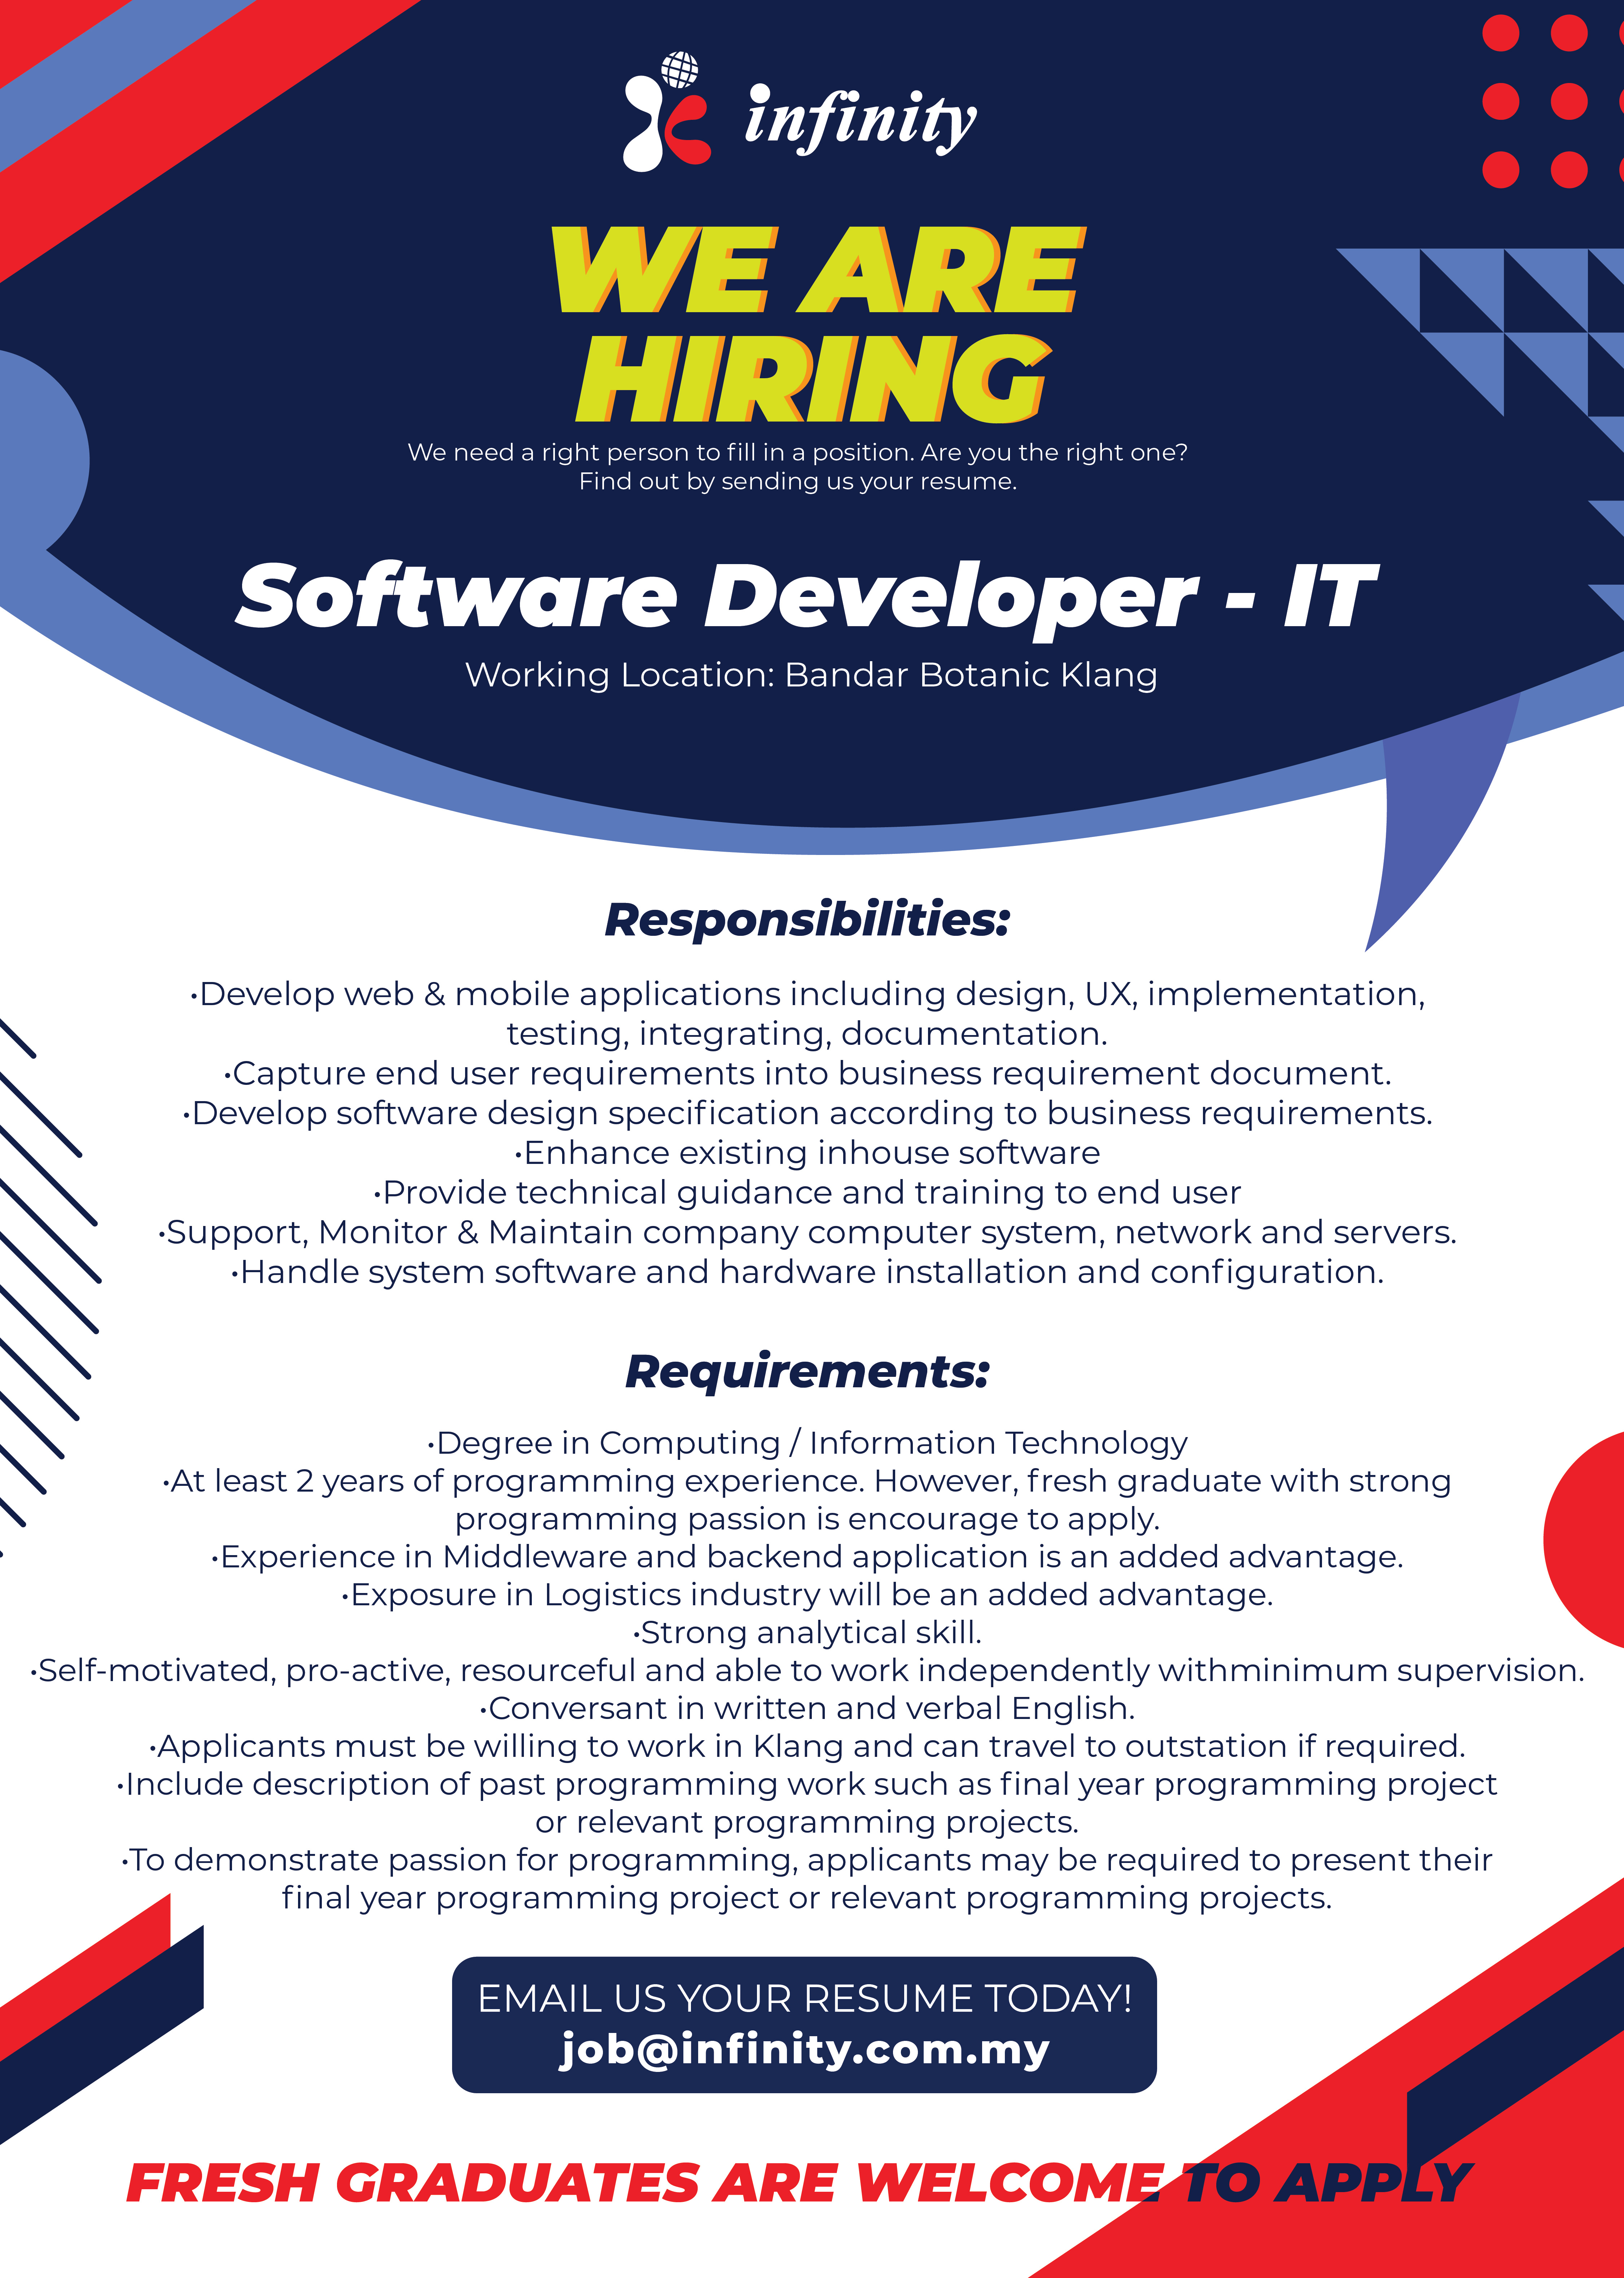 infinity
WE ARE
HIRING
We need a right person to fill in a position. Are you the right one?
Find out by sending us your resume.
Software Developer - IT
Working Location: Bandar Botanic Klang
Responsibilities:
•Develop web & mobile applications including design, UX, implementation,
testing, integrating, documentation.
•Capture end user requirements into business requirement document.
•Develop software design specification according to business requirements.
•Enhance existing inhouse software
•Provide technical guidance and training to end user
•Support, Monitor & Maintain company computer system, network and servers.
•Handle system software and hardware installation and configuration.
Requirements:
•Degree in Computing / Information Technology
•At least 2 years of programming experience. However, fresh graduate with strong
programming passion is encourage to apply.
•Experience in Middleware and backend application is an added advantage.
•Exposure in Logistics industry will be an added advantage.
•Strong analytical skill.
•Self-motivated, pro-active, resourceful and able to work independently withminimum supervision.
•Conversant in written and verbal English.
•Applicants must be willing to work in Klang and can travel to outstation if required.
•Include description of past programming work such as final year programming project
or relevant programming projects.
•To demonstrate passion for programming, applicants may be required to present their
final year programming project or relevant programming projects.
EMAIL US YOUR RESUME TODAY!
job@infinity.com.my
FRESH GRADUATES ARE WELCOME TO APPLY